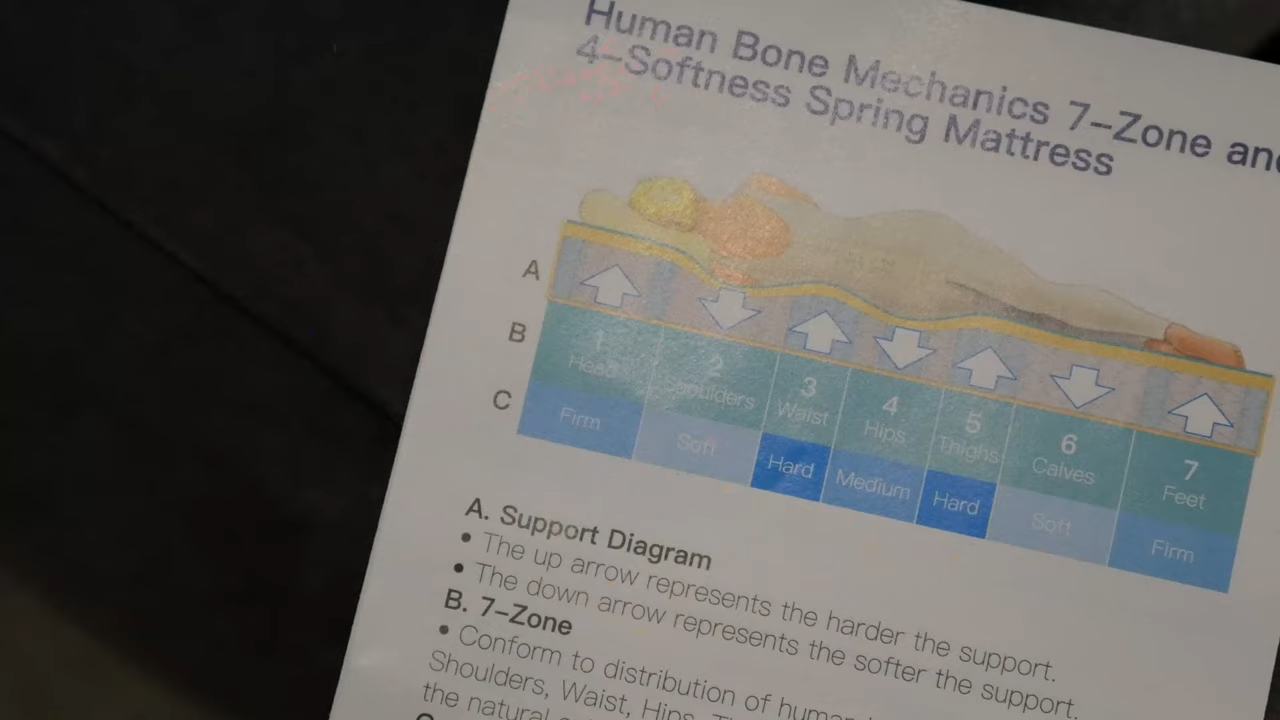 Human Bone Mechanics 7-Zone and
4-Softness Spring Mattress
A
B
C
1 2 3 4 5 6 7
Head Shoulders Waist Hips Thighs Calves Feet
Firm Soft Hard Medium Hard Soft Firm
A. Support Diagram
• The up arrow represents the harder the support.
• The down arrow represents the softer the support.
B. 7-Zone
• Conform to distribution of human
Shoulders, Waist, Hips,
the natural